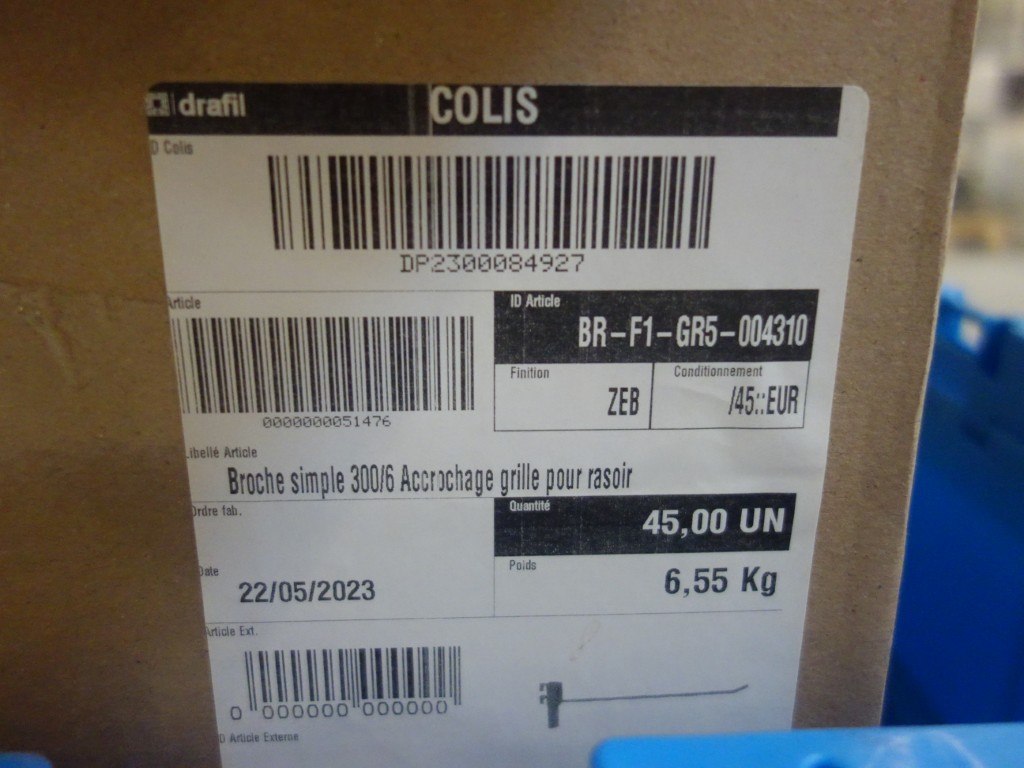 drafil COLIS
ID Colis
DP2300084927
Article
ID Article
BR-F1-GR5-004310
Finition
Conditionnement
ZEB
/45::EUR
0000000051476
Libellé Article
Broche simple 300/6 Accrochage grille pour rasoir
Ordre fab.
Quantité
45,00 UN
Date
22/05/2023
Poids
6,55 Kg
Article Ext.
0 000000 000000
ID Article Externe